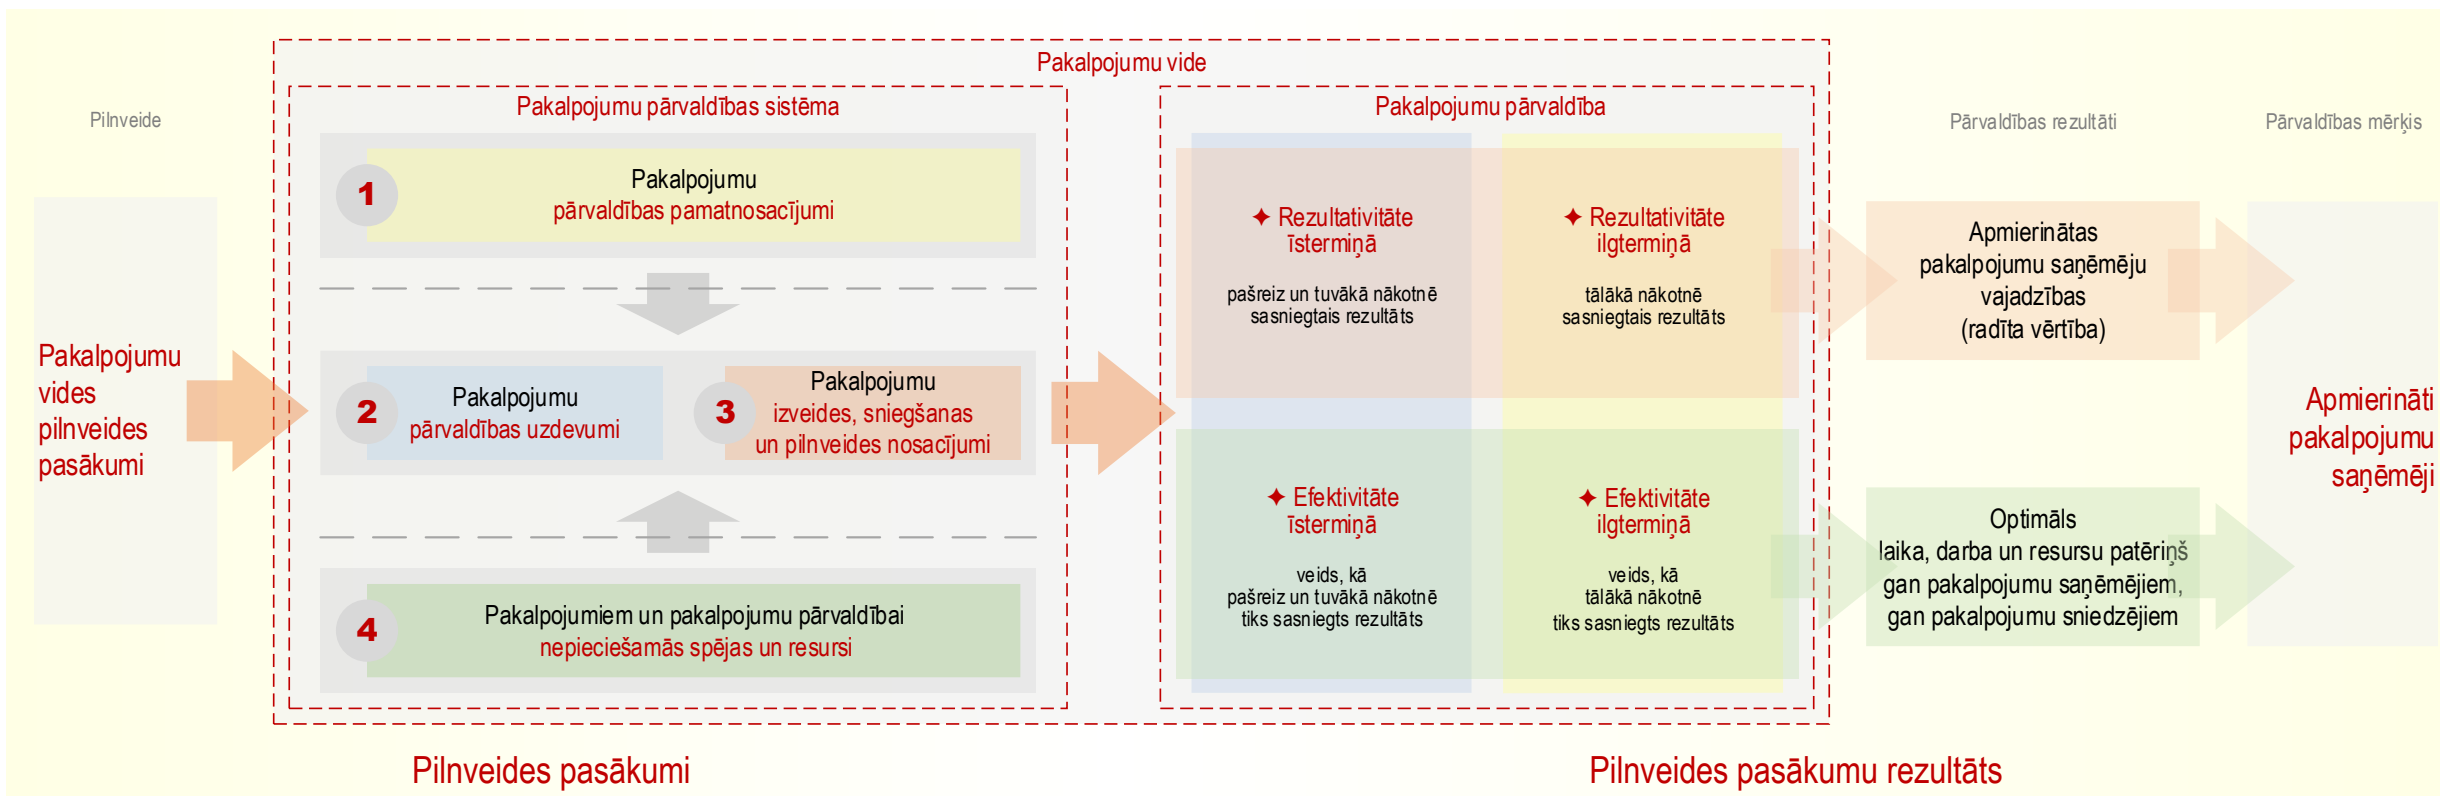 Pakalpojumu vide
Pilnveide
Pakalpojumu
vides
pilnveides
pasākumi
Pakalpojumu pārvaldības sistēma
1
Pakalpojumu
pārvaldības pamatnosacījumi
2
Pakalpojumu
pārvaldības uzdevumi
3
Pakalpojumu
izveides, sniegšanas
un pilnveides nosacījumi
4
Pakalpojumiem un pakalpojumu pārvaldībai
nepieciešamās spējas un resursi
Pakalpojumu pārvaldība
✦ Rezultativitāte
īstermiņā
pašreiz un tuvākā nākotnē
sasniegtais rezultāts
✦ Rezultativitāte
ilgtermiņā
tālākā nākotnē
sasniegtais rezultāts
✦ Efektivitāte
īstermiņā
veids, kā
pašreiz un tuvākā nākotnē
tiks sasniegts rezultāts
✦ Efektivitāte
ilgtermiņā
veids, kā
tālākā nākotnē
tiks sasniegts rezultāts
Pārvaldības rezultāti
Apmierinātas
pakalpojumu saņēmēju
vajadzības
(radīta vērtība)
Optimāls
laika, darba un resursu patēriņš
gan pakalpojumu saņēmējiem,
gan pakalpojumu sniedzējiem
Pārvaldības mērķis
Apmierināti
pakalpojumu
saņēmēji
Pilnveides pasākumi
Pilnveides pasākumu rezultāts